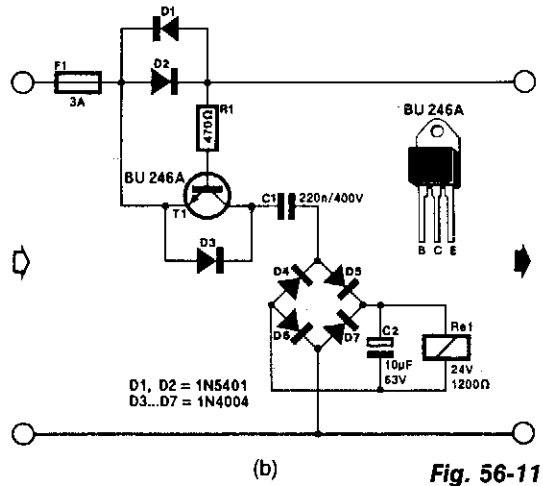 D1
D2
F1
3A
R1
470Ω
BU 246A
BU 246A
T1
C1
220n/400V
D3
B C E
D4
D5
D6
D7
C2
10µF
63V
Re1
24V
1200Ω
D1, D2 = 1N5401
D3...D7 = 1N4004
(b)
Fig. 56-11